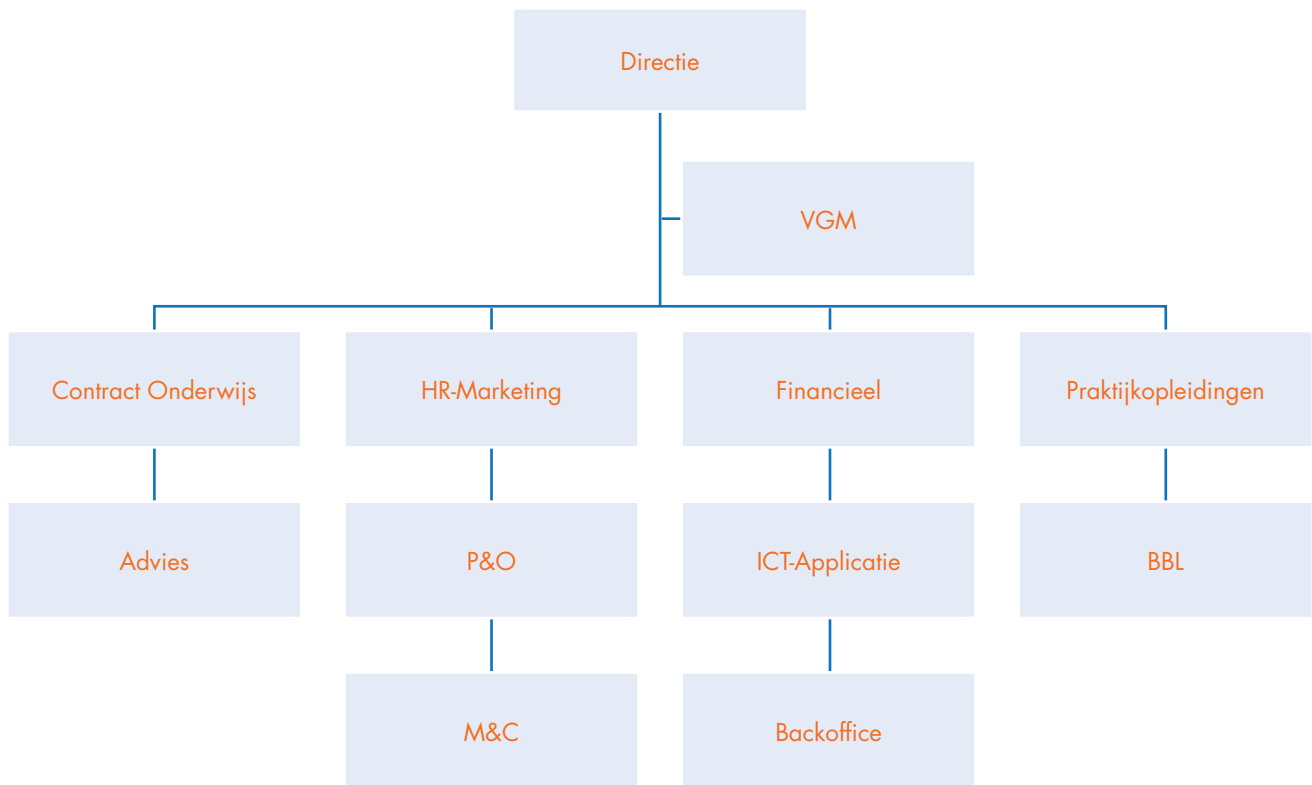 Directie
VGM
Contract Onderwijs
HR-Marketing
Financieel
Praktijkopleidingen
Advies
P&O
ICT-Applicatie
BBL
M&C
Backoffice